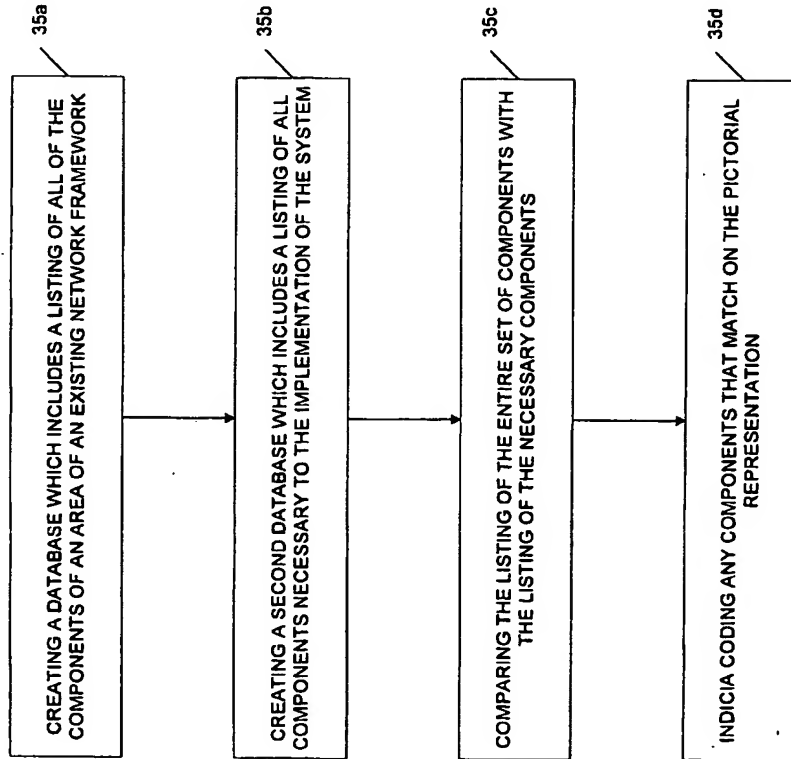 35a
CREATING A DATABASE WHICH INCLUDES A LISTING OF ALL OF THE
COMPONENTS OF AN AREA OF AN EXISTING NETWORK FRAMEWORK
35b
CREATING A SECOND DATABASE WHICH INCLUDES A LISTING OF ALL
COMPONENTS NECESSARY TO THE IMPLEMENTATION OF THE SYSTEM
35c
COMPARING THE LISTING OF THE ENTIRE SET OF COMPONENTS WITH
THE LISTING OF THE NECESSARY COMPONENTS
35d
INDICIA CODING ANY COMPONENTS THAT MATCH ON THE PICTORIAL
REPRESENTATION